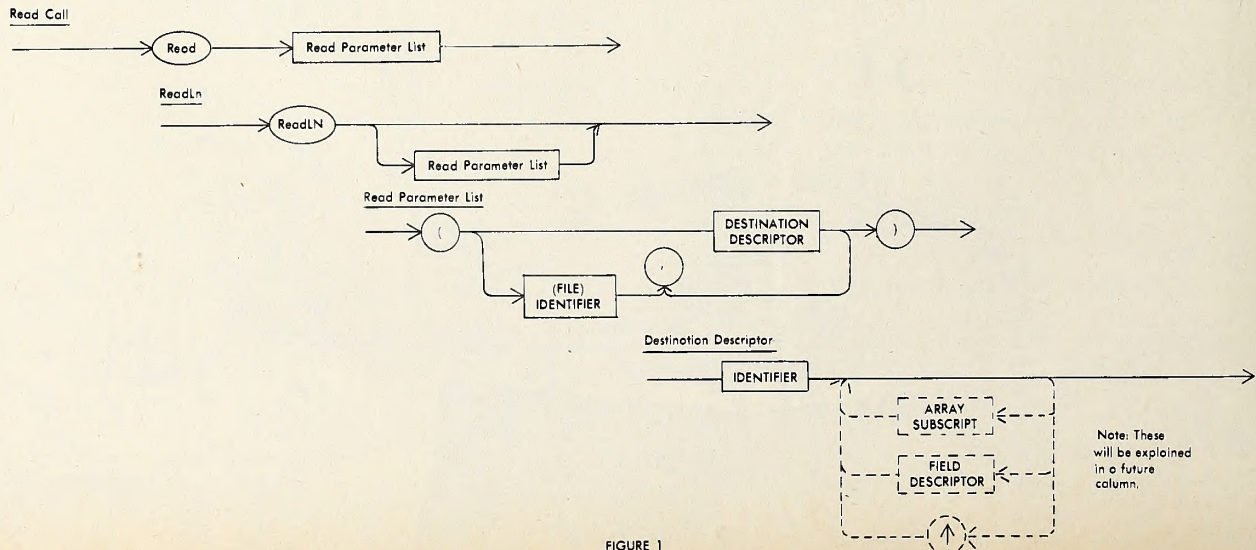 Read Call
Read
Read Parameter List
ReadLn
ReadLN
Read Parameter List
Read Parameter List
(
DESTINATION
DESCRIPTOR
)
,
(FILE)
IDENTIFIER
Destination Descriptor
IDENTIFIER
ARRAY
SUBSCRIPT
FIELD
DESCRIPTOR
↑
Note: These
will be explained
in a future
column.
FIGURE 1